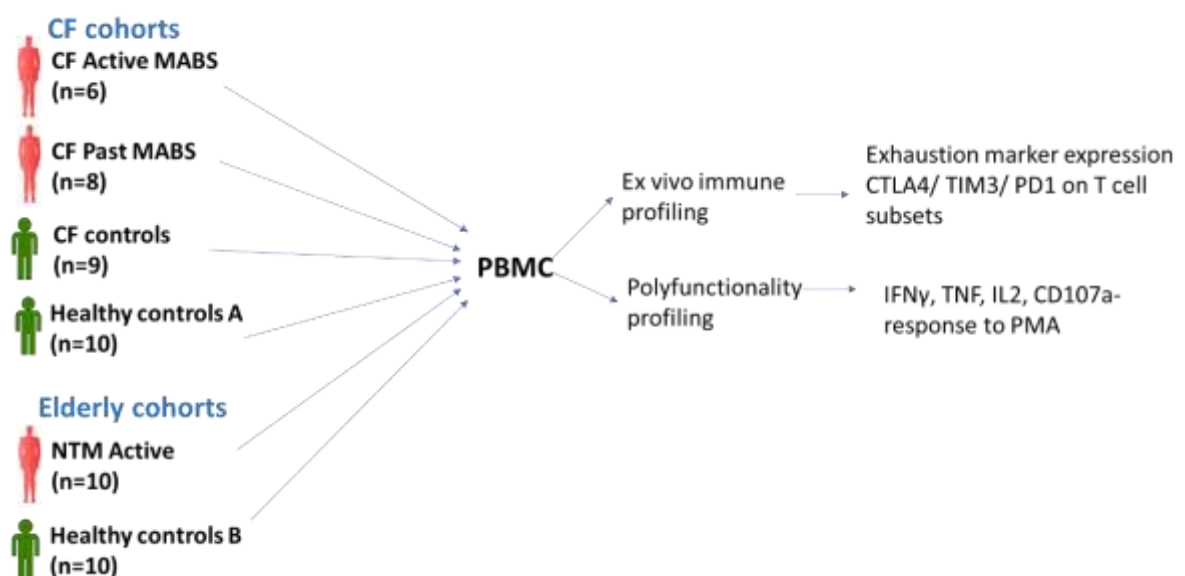 CF cohorts
CF Active MABS
(n=6)
CF Past MABS
(n=8)
CF controls
(n=9)
Healthy controls A
(n=10)
Elderly cohorts
NTM Active
(n=10)
Healthy controls B
(n=10)
PBMC
Ex vivo immune
profiling
Polyfunctionality
profiling
Exhaustion marker expression
CTLA4/ TIM3/ PD1 on T cell
subsets
IFNγ, TNF, IL2, CD107a-
response to PMA